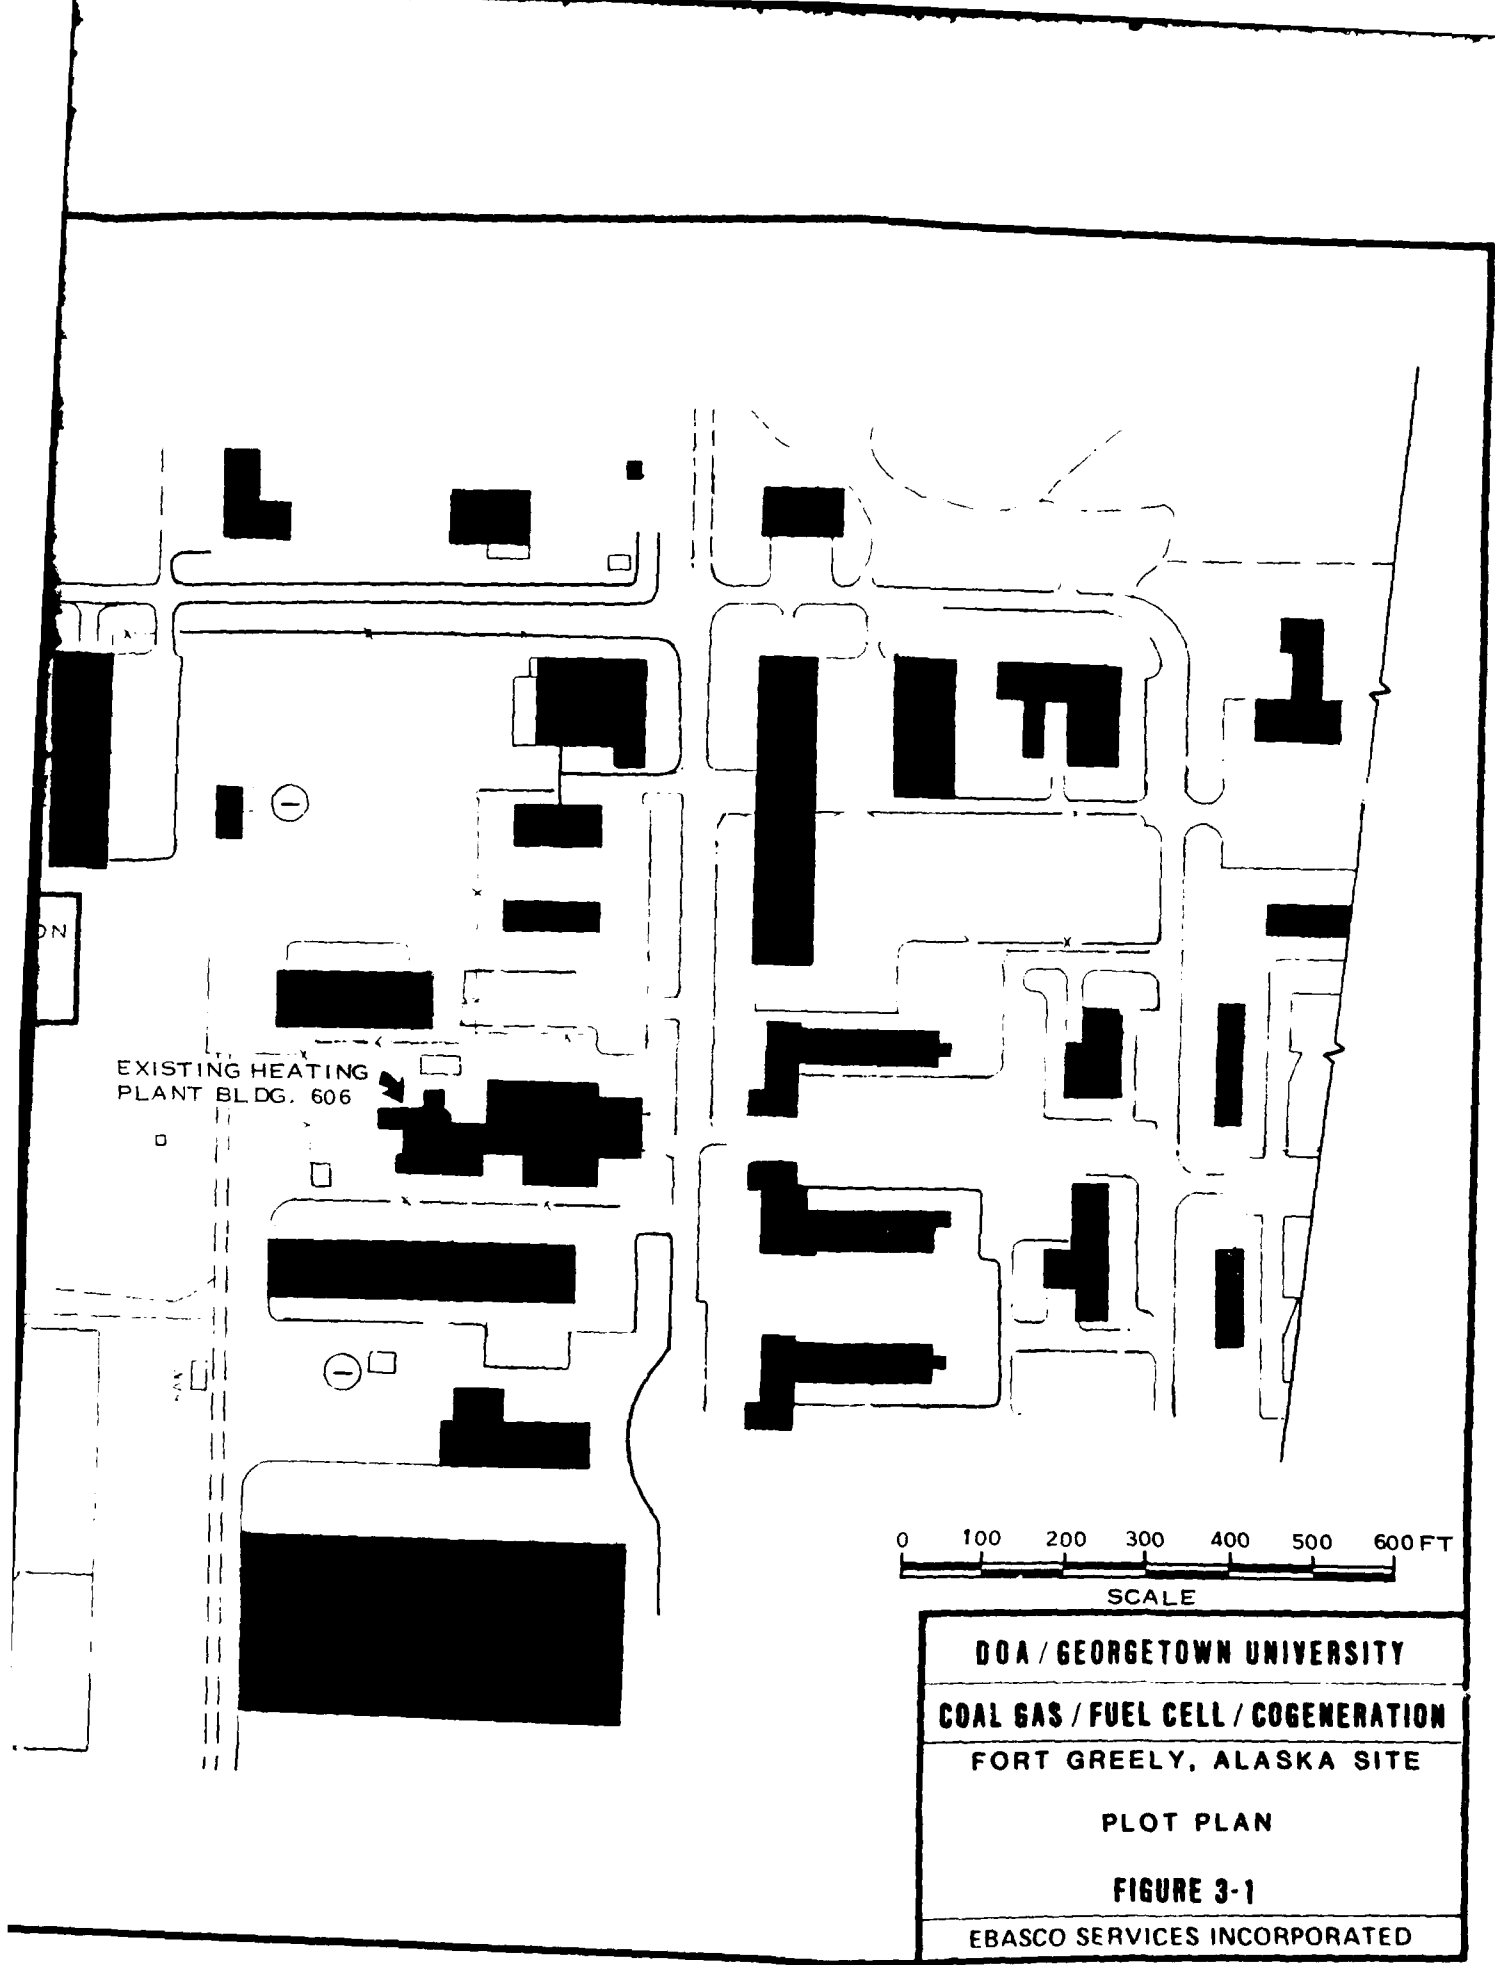 ON
EXISTING HEATING
PLANT BLDG. 606
0 100 200 300 400 500 600 FT
SCALE
DOA / GEORGETOWN UNIVERSITY
COAL GAS / FUEL CELL / COGENERATION
FORT GREELY, ALASKA SITE
PLOT PLAN
FIGURE 3-1
EBASCO SERVICES INCORPORATED